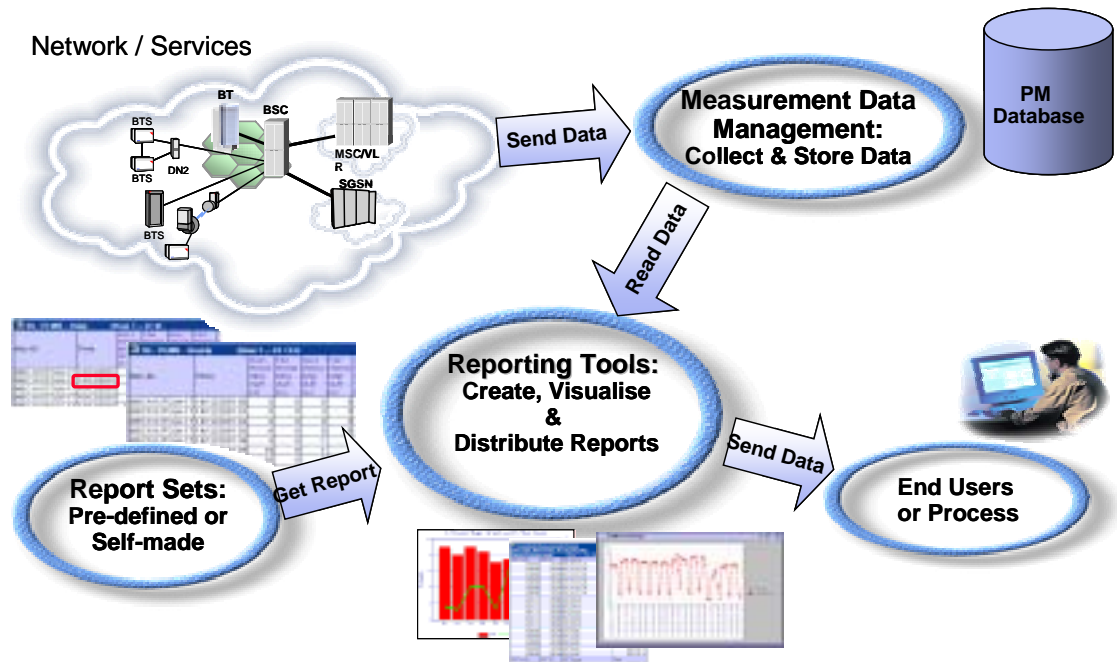 Network / Services
BT
BSC
BTS
DN2
BTS
MSC/VL
R
SGSN
BTS
Send Data
Measurement Data
Management:
Collect & Store Data
PM
Database
Read Data
Reporting Tools:
Create, Visualise
&
Distribute Reports
Get Report
Report Sets:
Pre-defined or
Self-made
Send Data
End Users
or Process